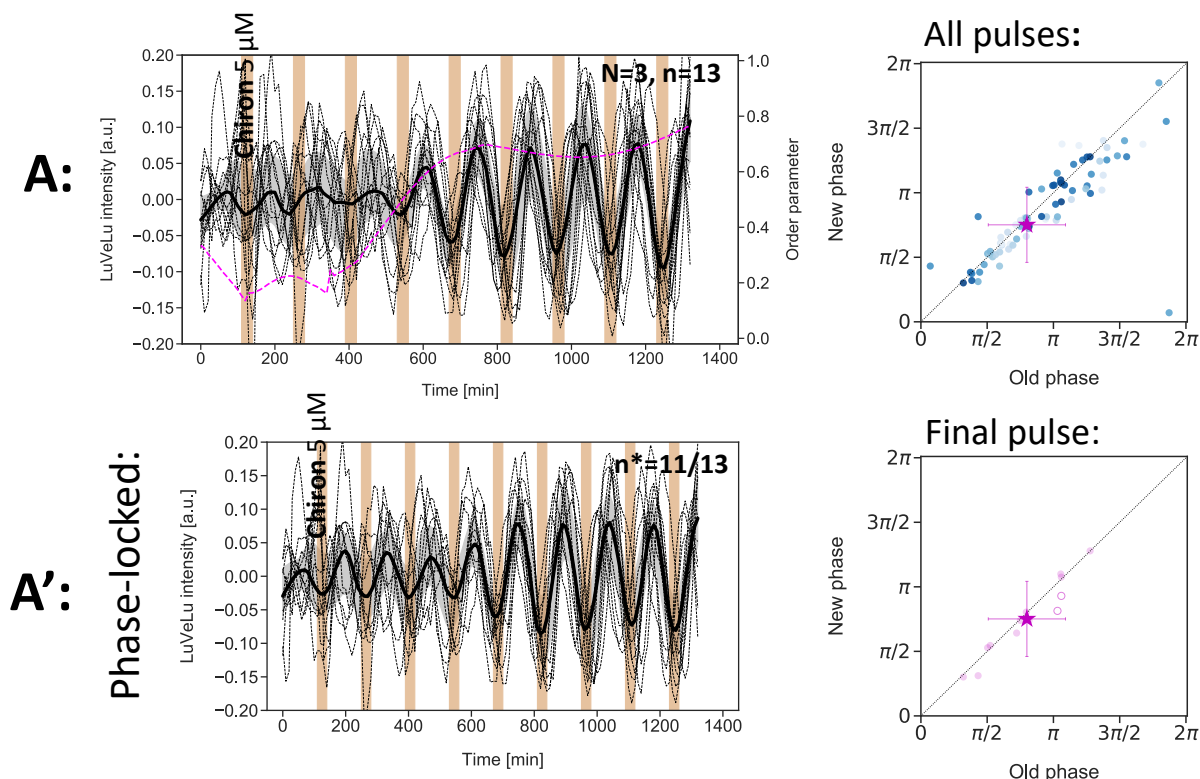 A:
Chiron 5 µM
N=3, n=13
0.20
0.15
0.10
0.05
0.00
−0.05
−0.10
−0.15
−0.20
LuVeLu intensity [a.u.]
1.0
0.8
0.6
0.4
0.2
0.0
Order parameter
0 200 400 600 800 1000 1200 1400
Time [min]
All pulses:
2π
3π/2
π
π/2
0
New phase
0 π/2 π 3π/2 2π
Old phase
A':
Phase-locked:
Chiron 5 µM
n*=11/13
0.20
0.15
0.10
0.05
0.00
−0.05
−0.10
−0.15
−0.20
LuVeLu intensity [a.u.]
0 200 400 600 800 1000 1200 1400
Time [min]
Final pulse:
2π
3π/2
π
π/2
0
New phase
0 π/2 π 3π/2 2π
Old phase